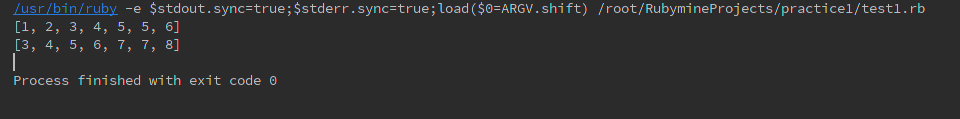 /usr/bin/ruby -e $stdout.sync=true;$stderr.sync=true;load($0=ARGV.shift) /root/RubymineProjects/practice1/test1.rb
[1, 2, 3, 4, 5, 5, 6]
[3, 4, 5, 6, 7, 7, 8]
Process finished with exit code 0